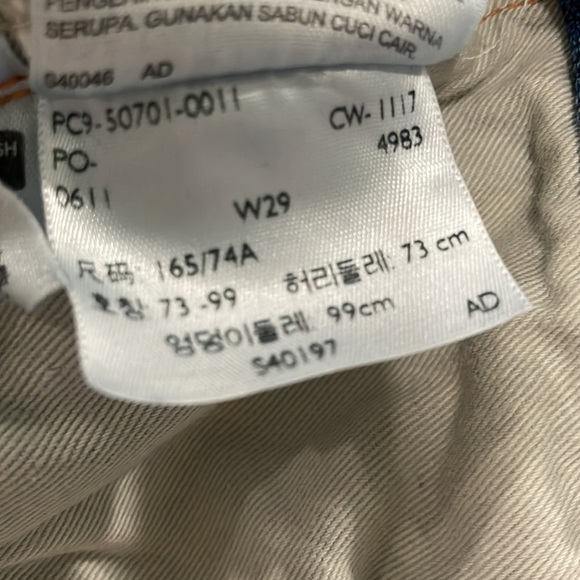 SERUPA. GUNAKAN SABUN CUCI CAIR.
S40046 AD
PC9-50701-0011 CW-1117
PO- 4983
0611
W29
尺码: 165/74A
호칭: 73-99 허리둘레: 73 cm
엉덩이둘레: 99cm AD
S40197